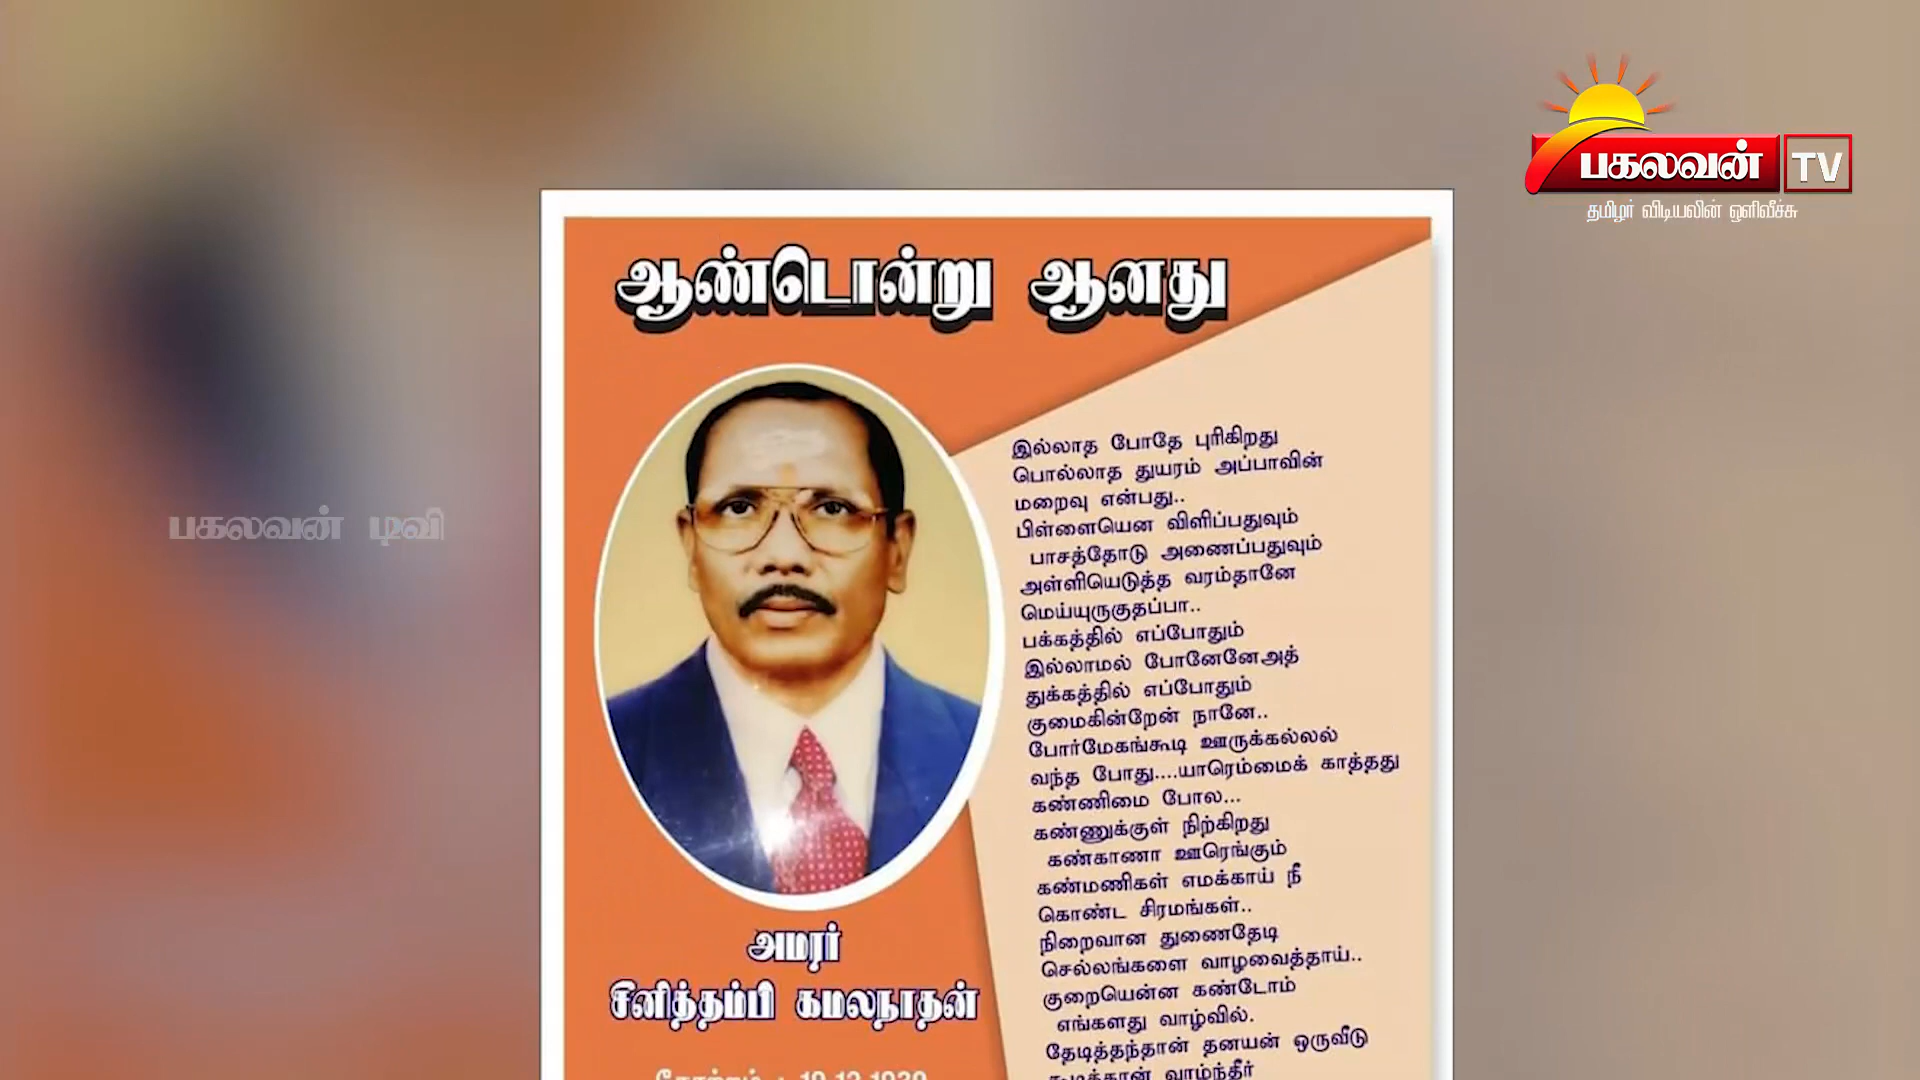 பகலவன் TV
தமிழர் விடியலின் ஒளிவீச்சு
ஆண்டொன்று ஆனது
இல்லாத போதே புரிகிறது
பொல்லாத துயரம் அப்பாவின்
மறைவு என்பது..
பிள்ளையென விளிப்பதுவும்
பாசத்தோடு அணைப்பதுவும்
அள்ளியெடுத்த வரம்தானே
மெய்யுருகுதப்பா..
பக்கத்தில் எப்போதும்
இல்லாமல் போனேனேஅத்
துக்கத்தில் எப்போதும்
குமைகின்றேன் நானே..
போர்மேகங்கூடி ஊருக்கல்லல்
வந்த போது....யாரெம்மைக் காத்தது
கண்ணிமை போல...
கண்ணுக்குள் நிற்கிறது
கண்காணா ஊரெங்கும்
கண்மணிகள் எமக்காய் நீ
கொண்ட சிரமங்கள்..
நிறைவான துணைதேடி
செல்லங்களை வாழவைத்தாய்..
குறையென்ன கண்டோம்
எங்களது வாழ்வில்.
தேடித்தந்தான் தனயன் ஒருவீடு
வாழ்ந்தீர்
பகலவன் டிவி
அமரர்
சீனித்தம்பி கமலநாதன்